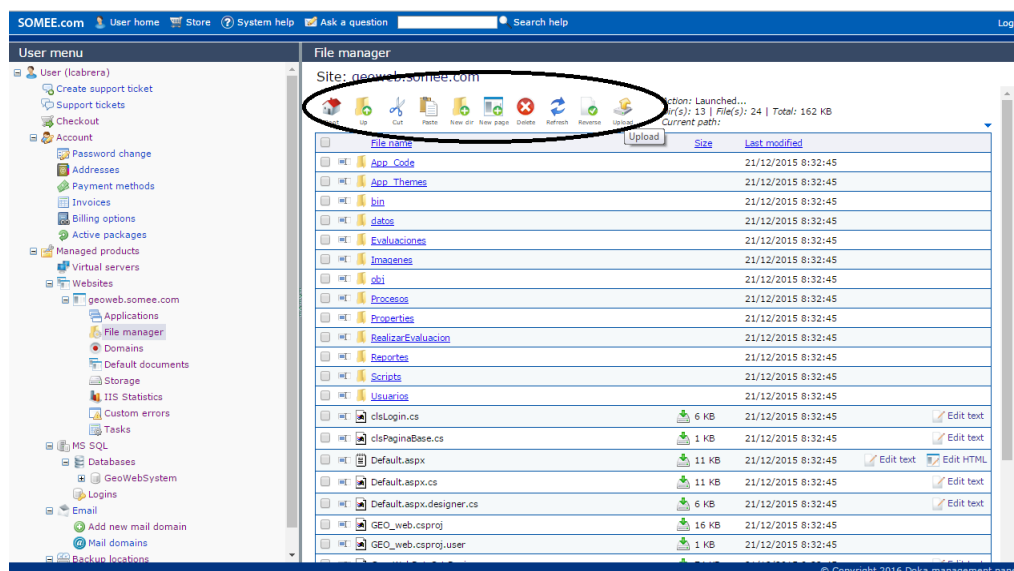 SOMEE.com User home Store System help Ask a question Search help Log
User menu
File manager
User (lcabrera)
Create support ticket
Support tickets
Checkout
Account
Password change
Addresses
Payment methods
Invoices
Billing options
Active packages
Managed products
Virtual servers
Websites
geoweb.somee.com
Applications
File manager
Domains
Default documents
Storage
IIS Statistics
Custom errors
Tasks
MS SQL
Databases
GeoWebSystem
Logins
Email
Add new mail domain
Mail domains
Backup locations
Site: geoweb.somee.com
Up Cut Paste New dir New page Delete Refresh Reverse Upload
Launched...
13 | File(s): 24 | Total: 162 KB
Current path:
Upload
File name Size Last modified
App_Code 21/12/2015 8:32:45
App_Themes 21/12/2015 8:32:45
bin 21/12/2015 8:32:45
datos 21/12/2015 8:32:45
Evaluaciones 21/12/2015 8:32:45
Imagenes 21/12/2015 8:32:45
obj 21/12/2015 8:32:45
Procesos 21/12/2015 8:32:45
Properties 21/12/2015 8:32:45
RealizarEvaluacion 21/12/2015 8:32:45
Reportes 21/12/2015 8:32:45
Scripts 21/12/2015 8:32:45
Usuarios 21/12/2015 8:32:45
clsLogin.cs 6 KB 21/12/2015 8:32:45 Edit text
clsPaginaBase.cs 1 KB 21/12/2015 8:32:45 Edit text
Default.aspx 11 KB 21/12/2015 8:32:45 Edit text Edit HTML
Default.aspx.cs 11 KB 21/12/2015 8:32:45 Edit text
Default.aspx.designer.cs 6 KB 21/12/2015 8:32:45 Edit text
GEO_web.csproj 16 KB 21/12/2015 8:32:45
GEO_web.csproj.user 1 KB 21/12/2015 8:32:45
© Copyright 2016 Doka management